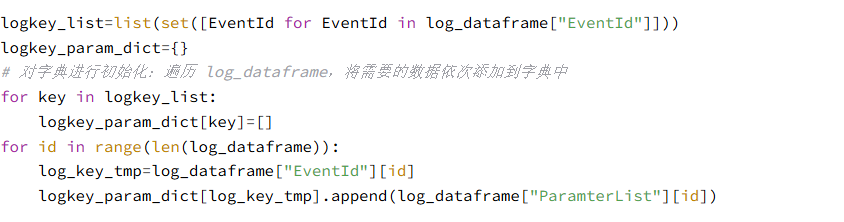 logkey_list=list(set([EventId for EventId in log_dataframe["EventId"]]))
logkey_param_dict={}
# 对字典进行初始化：遍历 log_dataframe，将需要的数据依次添加到字典中
for key in logkey_list:
    logkey_param_dict[key]=[]
for id in range(len(log_dataframe)):
    log_key_tmp=log_dataframe["EventId"][id]
    logkey_param_dict[log_key_tmp].append(log_dataframe["ParamterList"][id])